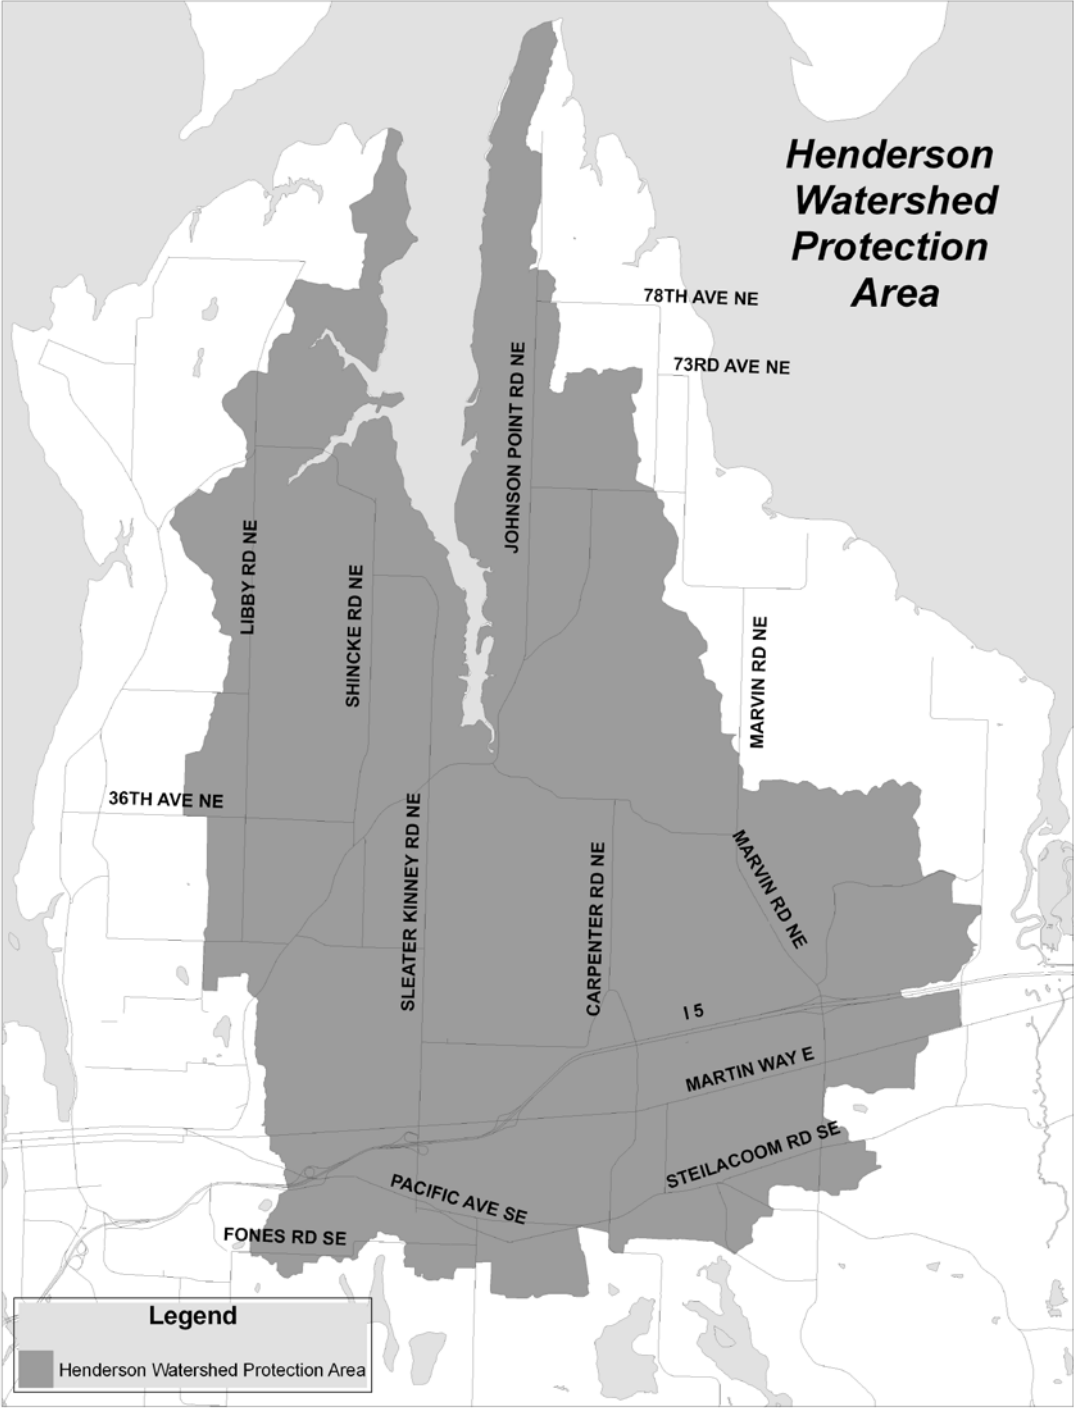 Henderson
Watershed
Protection
Area
78TH AVE NE
73RD AVE NE
JOHNSON POINT RD NE
LIBBY RD NE
SHINCKE RD NE
MARVIN RD NE
36TH AVE NE
SLEATER KINNEY RD NE
CARPENTER RD NE
MARVIN RD NE
I 5
MARTIN WAY E
STEILACOOM RD SE
PACIFIC AVE SE
FONES RD SE
Legend
Henderson Watershed Protection Area